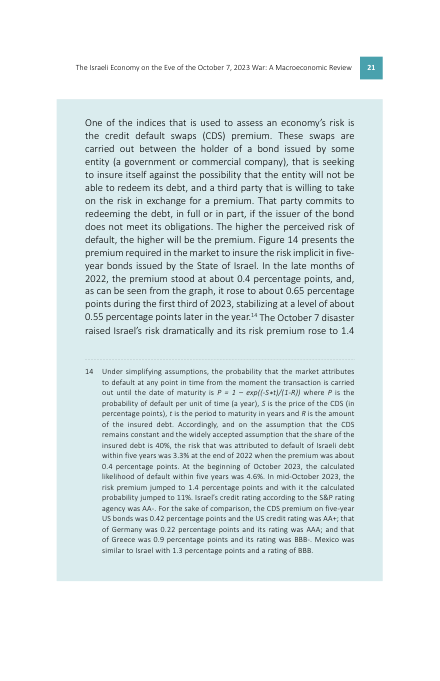 The Israeli Economy on the Eve of the October 7, 2023 War: A Macroeconomic Review 21
One of the indices that is used to assess an economy's risk is
the credit default swaps (CDS) premium. These swaps are
carried out between the holder of a bond issued by some
entity (a government or commercial company), that is seeking
to insure itself against the possibility that the entity will not be
able to redeem its debt, and a third party that is willing to take
on the risk in exchange for a premium. That party commits to
redeeming the debt, in full or in part, if the issuer of the bond
does not meet its obligations. The higher the perceived risk of
default, the higher will be the premium. Figure 14 presents the
premium required in the market to insure the risk implicit in five-
year bonds issued by the State of Israel. In the late months of
2022, the premium stood at about 0.4 percentage points, and,
as can be seen from the graph, it rose to about 0.65 percentage
points during the first third of 2023, stabilizing at a level of about
0.55 percentage points later in the year.14 The October 7 disaster
raised Israel's risk dramatically and its risk premium rose to 1.4
14 Under simplifying assumptions, the probability that the market attributes
to default at any point in time from the moment the transaction is carried
out until the date of maturity is P = 1 – exp((-S*t)/(1-R)) where P is the
probability of default per unit of time (a year), S is the price of the CDS (in
percentage points), t is the period to maturity in years and R is the amount
of the insured debt. Accordingly, and on the assumption that the CDS
remains constant and the widely accepted assumption that the share of the
insured debt is 40%, the risk that was attributed to default of Israeli debt
within five years was 3.3% at the end of 2022 when the premium was about
0.4 percentage points. At the beginning of October 2023, the calculated
likelihood of default within five years was 4.6%. In mid-October 2023, the
risk premium jumped to 1.4 percentage points and with it the calculated
probability jumped to 11%. Israel's credit rating according to the S&P rating
agency was AA-. For the sake of comparison, the CDS premium on five-year
US bonds was 0.42 percentage points and the US credit rating was AA+; that
of Germany was 0.22 percentage points and its rating was AAA; and that
of Greece was 0.9 percentage points and its rating was BBB-. Mexico was
similar to Israel with 1.3 percentage points and a rating of BBB.